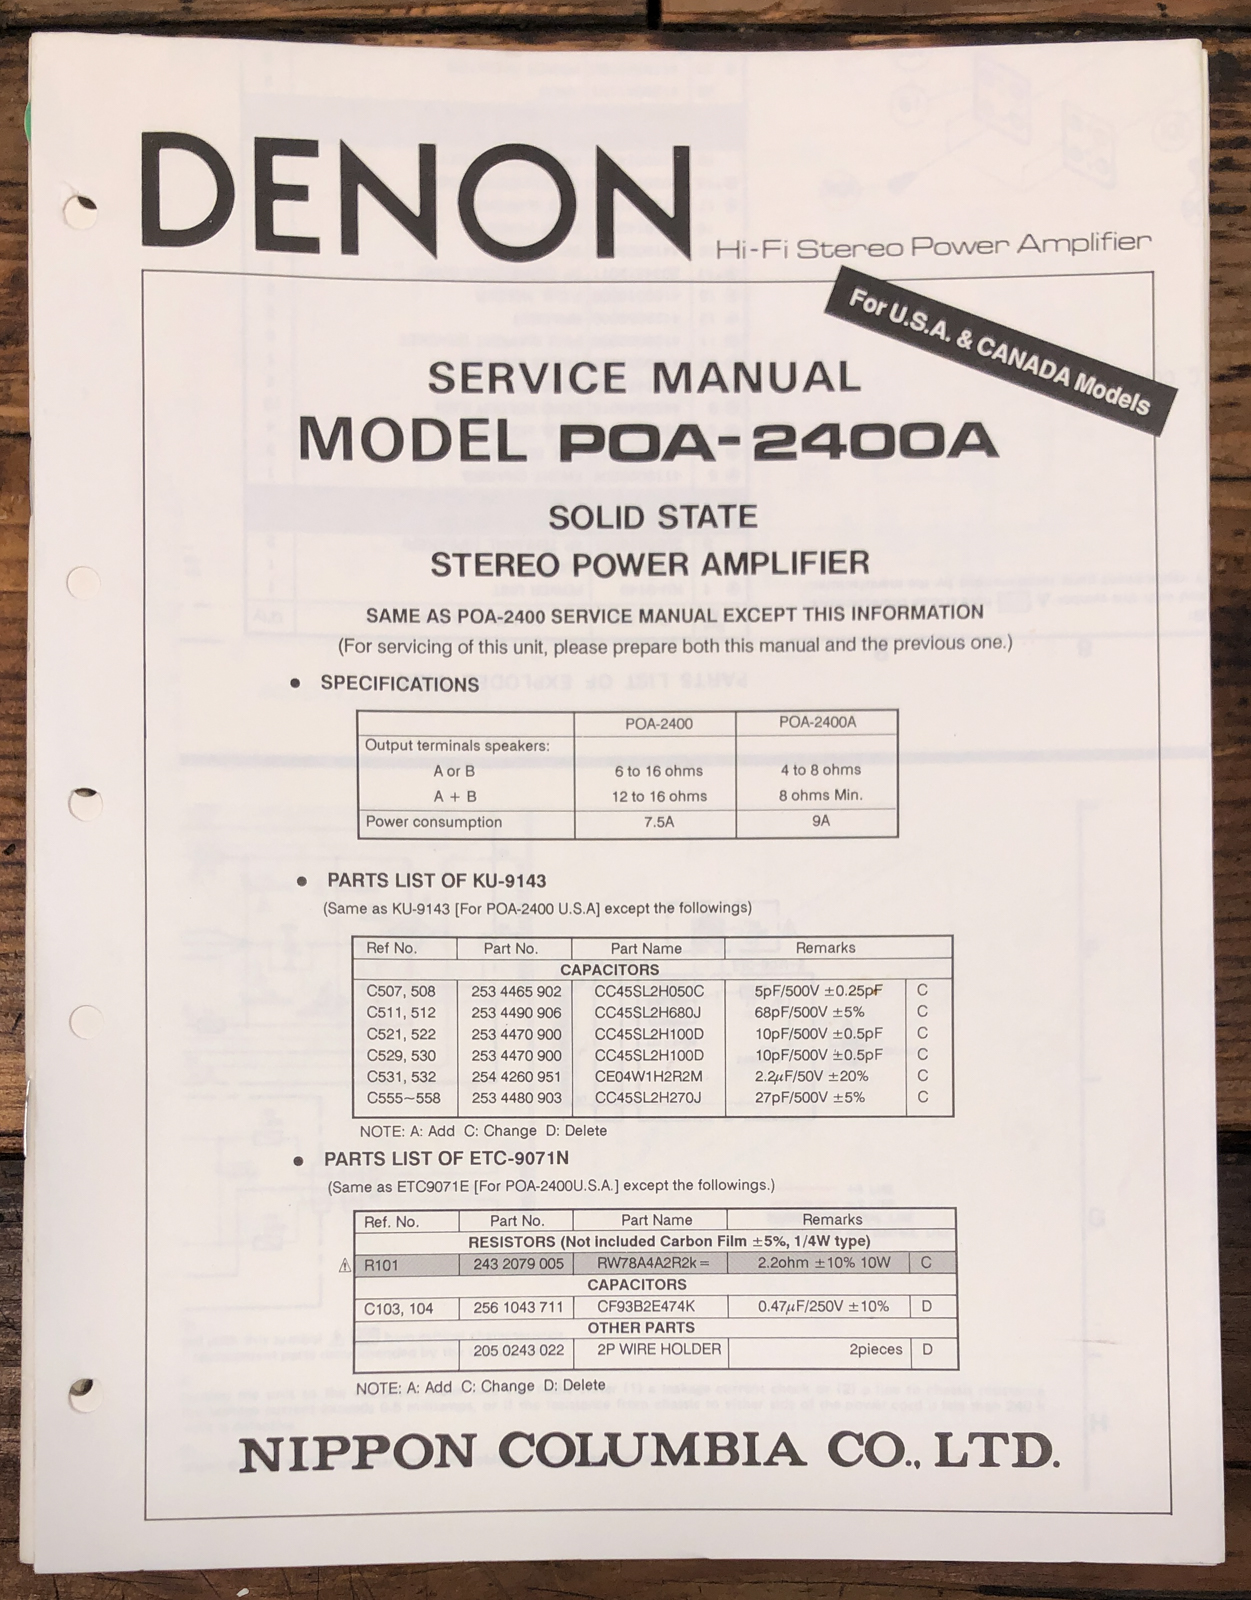 DENON
Hi-Fi Stereo Power Amplifier
For U.S.A. & CANADA Models
SERVICE MANUAL
MODEL POA-2400A
SOLID STATE
STEREO POWER AMPLIFIER
SAME AS POA-2400 SERVICE MANUAL EXCEPT THIS INFORMATION
(For servicing of this unit, please prepare both this manual and the previous one.)
● SPECIFICATIONS
POA-2400 POA-2400A
Output terminals speakers:
A or B 6 to 16 ohms 4 to 8 ohms
A + B 12 to 16 ohms 8 ohms Min.
Power consumption 7.5A 9A
● PARTS LIST OF KU-9143
(Same as KU-9143 [For POA-2400 U.S.A] except the followings)
Ref No. Part No. Part Name Remarks
CAPACITORS
C507, 508 253 4465 902 CC45SL2H050C 5pF/500V ±0.25pF C
C511, 512 253 4490 906 CC45SL2H680J 68pF/500V ±5% C
C521, 522 253 4470 900 CC45SL2H100D 10pF/500V ±0.5pF C
C529, 530 253 4470 900 CC45SL2H100D 10pF/500V ±0.5pF C
C531, 532 254 4260 951 CE04W1H2R2M 2.2μF/50V ±20% C
C555~558 253 4480 903 CC45SL2H270J 27pF/500V ±5% C
NOTE: A: Add C: Change D: Delete
● PARTS LIST OF ETC-9071N
(Same as ETC9071E [For POA-2400U.S.A.] except the followings.)
Ref. No. Part No. Part Name Remarks
RESISTORS (Not included Carbon Film ±5%, 1/4W type)
⚠ R101 243 2079 005 RW78A4A2R2k= 2.2ohm ±10% 10W C
CAPACITORS
C103, 104 256 1043 711 CF93B2E474K 0.47μF/250V ±10% D
OTHER PARTS
205 0243 022 2P WIRE HOLDER 2pieces D
NOTE: A: Add C: Change D: Delete
NIPPON COLUMBIA CO., LTD.